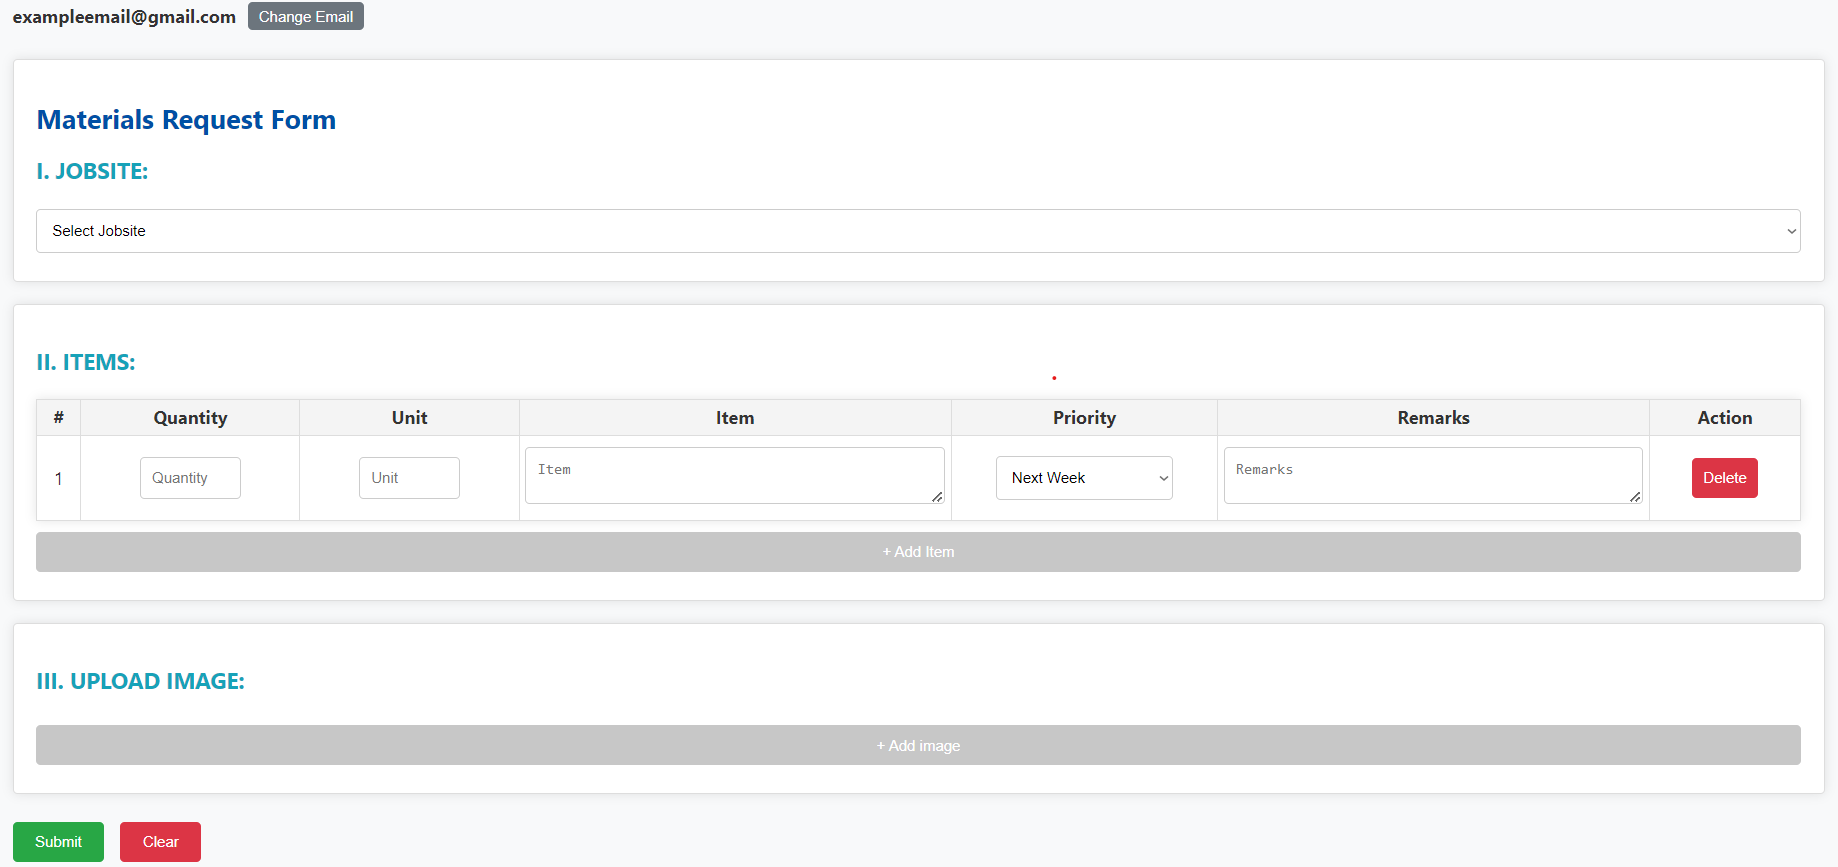 exampleemail@gmail.com Change Email
Materials Request Form
I. JOBSITE:
Select Jobsite
II. ITEMS:
# Quantity Unit Item Priority Remarks Action
1 Quantity Unit Item Next Week Remarks Delete
+ Add Item
III. UPLOAD IMAGE:
+ Add image
Submit Clear